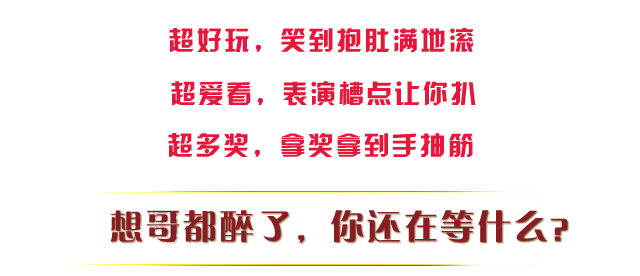 超好玩，笑到抱肚满地滚
超爱看，表演槽点让你扒
超多奖，拿奖拿到手抽筋
想哥都醉了，你还在等什么?